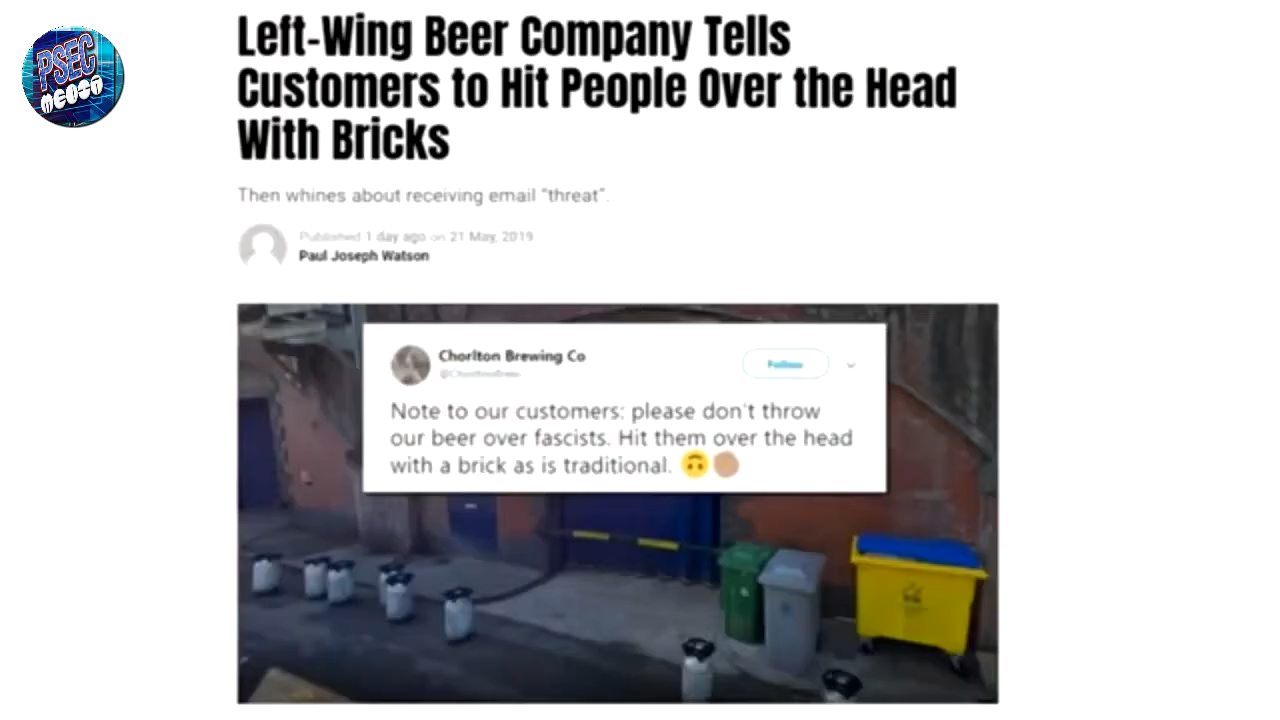 PSEC
MEDIA
Left-Wing Beer Company Tells
Customers to Hit People Over the Head
With Bricks
Then whines about receiving email "threat".
Published 1 day ago on 21 May, 2019
Paul Joseph Watson
Chorlton Brewing Co
Follow
Note to our customers: please don't throw
our beer over fascists. Hit them over the head
with a brick as is traditional.